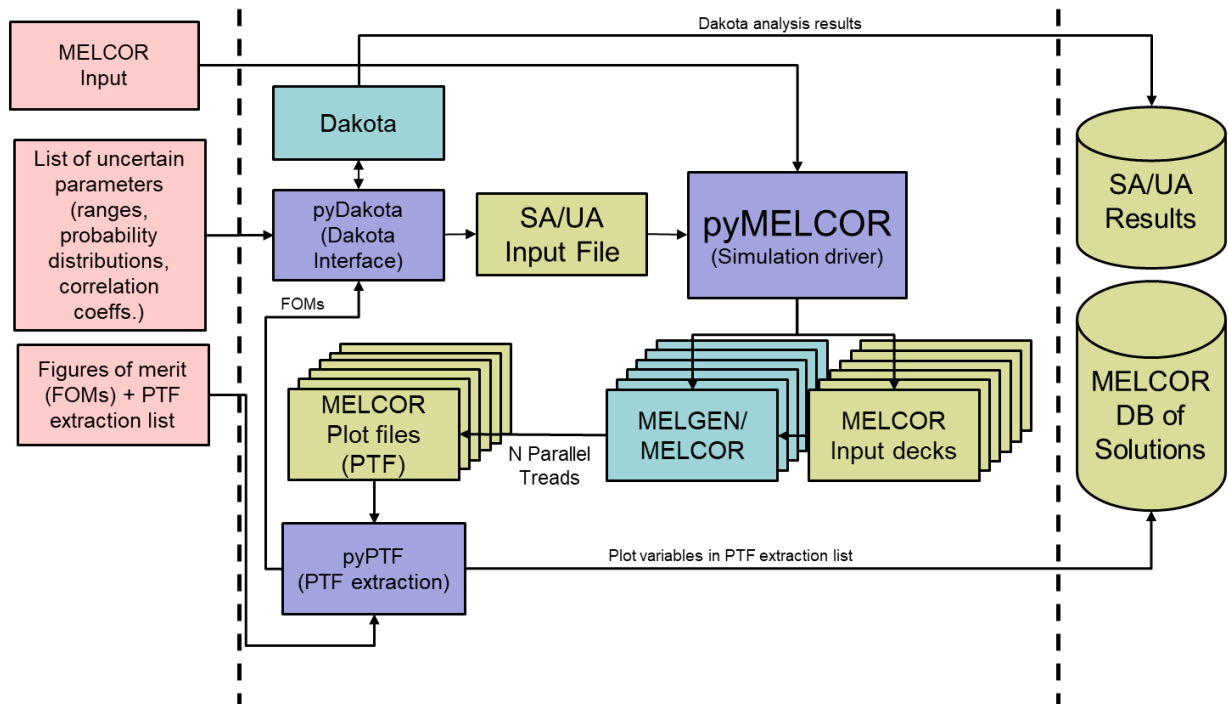 Dakota analysis results
MELCOR
Input
Dakota
List of uncertain
parameters
(ranges,
probability
distributions,
correlation
coeffs.)
pyDakota
(Dakota
Interface)
SA/UA
Input File
pyMELCOR
(Simulation driver)
SA/UA
Results
FOMs
Figures of merit
(FOMs) + PTF
extraction list
MELCOR
Plot files
(PTF)
N Parallel
Treads
MELGEN/
MELCOR
MELCOR
Input decks
MELCOR
DB of
Solutions
pyPTF
(PTF extraction)
Plot variables in PTF extraction list